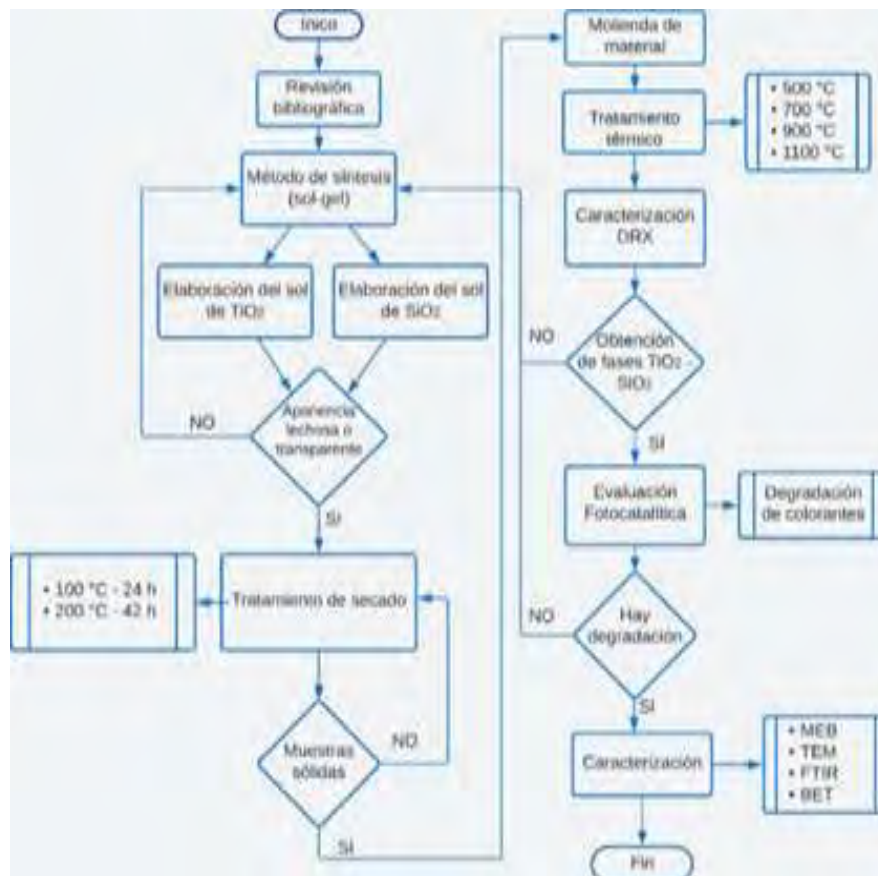 Inicio
Revisión
bibliográfica
Método de síntesis
(sol-gel)
Elaboración del sol
de TiO₂
Elaboración del sol
de SiO₂
Apariencia
lechosa o
transparente
NO
SI
Tratamiento de secado
• 100 °C - 24 h
• 200 °C - 42 h
Muestras
sólidas
NO
SI
Molienda de
material
Tratamiento
térmico
• 500 °C
• 700 °C
• 900 °C
• 1100 °C
Caracterización
DRX
Obtención
de fases TiO₂ -
SiO₂
NO
SI
Evaluación
Fotocatalítica
Degradación
de colorantes
Hay
degradación
NO
SI
Caracterización
• MEB
• TEM
• FTIR
• BET
Fin